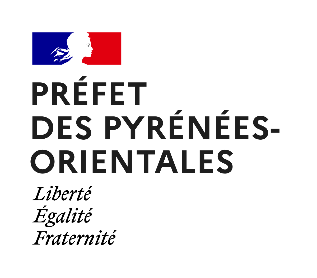 PRÉFET
DES PYRÉNÉES-
ORIENTALES
Liberté
Égalité
Fraternité